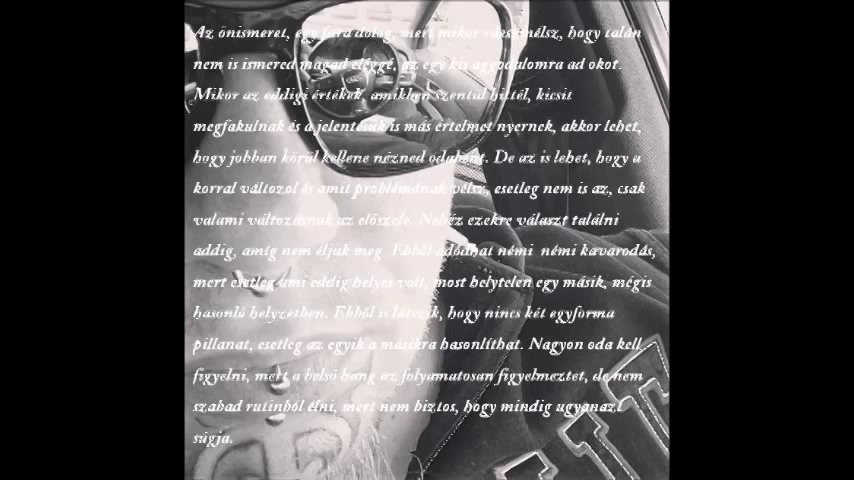 Az önismeret, egy fura dolog, mert mikor rászesmélsz, hogy talán
nem is ismered magad eléggé, az egy kis aggodalomra ad okot.
Mikor az eddigi értékek, amikben szentül hittél, kicsit
megfakulnak és a jelentésük is más értelmet nyernek, akkor lehet,
hogy jobban körül kellene nézned odabent. De az is lehet, hogy a
korral változol és amit problémának vélsz, esetleg nem is az, csak
valami változásnak az előszele. Nehéz ezekre választ találni
addig, amíg nem éljük meg. Ebből adódhat némi némi kavarodás,
mert esetleg ami eddig helyes volt, most helytelen egy másik, mégis
hasonló helyzetben. Ebből is látszik, hogy nincs két egyforma
pillanat, esetleg az egyik a másikra hasonlíthat. Nagyon oda kell
figyelni, mert a belső hang az folyamatosan figyelmeztet, de nem
szabad rutinból élni, mert nem biztos, hogy mindig ugyanazt
súgja.